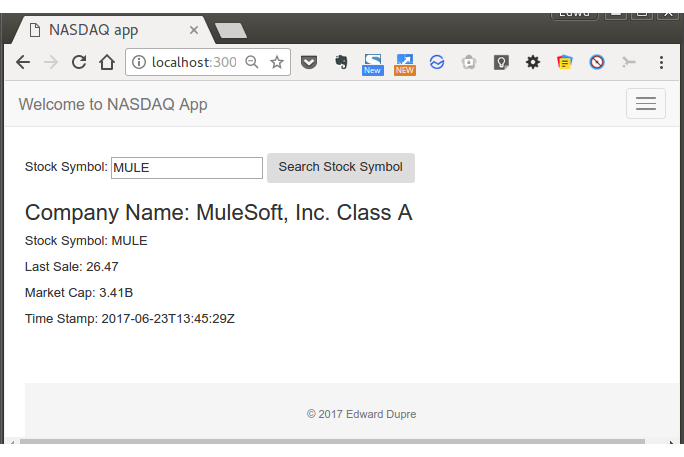 NASDAQ app
localhost:300
New
NEW
Welcome to NASDAQ App
Stock Symbol: MULE Search Stock Symbol
Company Name: MuleSoft, Inc. Class A
Stock Symbol: MULE
Last Sale: 26.47
Market Cap: 3.41B
Time Stamp: 2017-06-23T13:45:29Z
© 2017 Edward Dupre